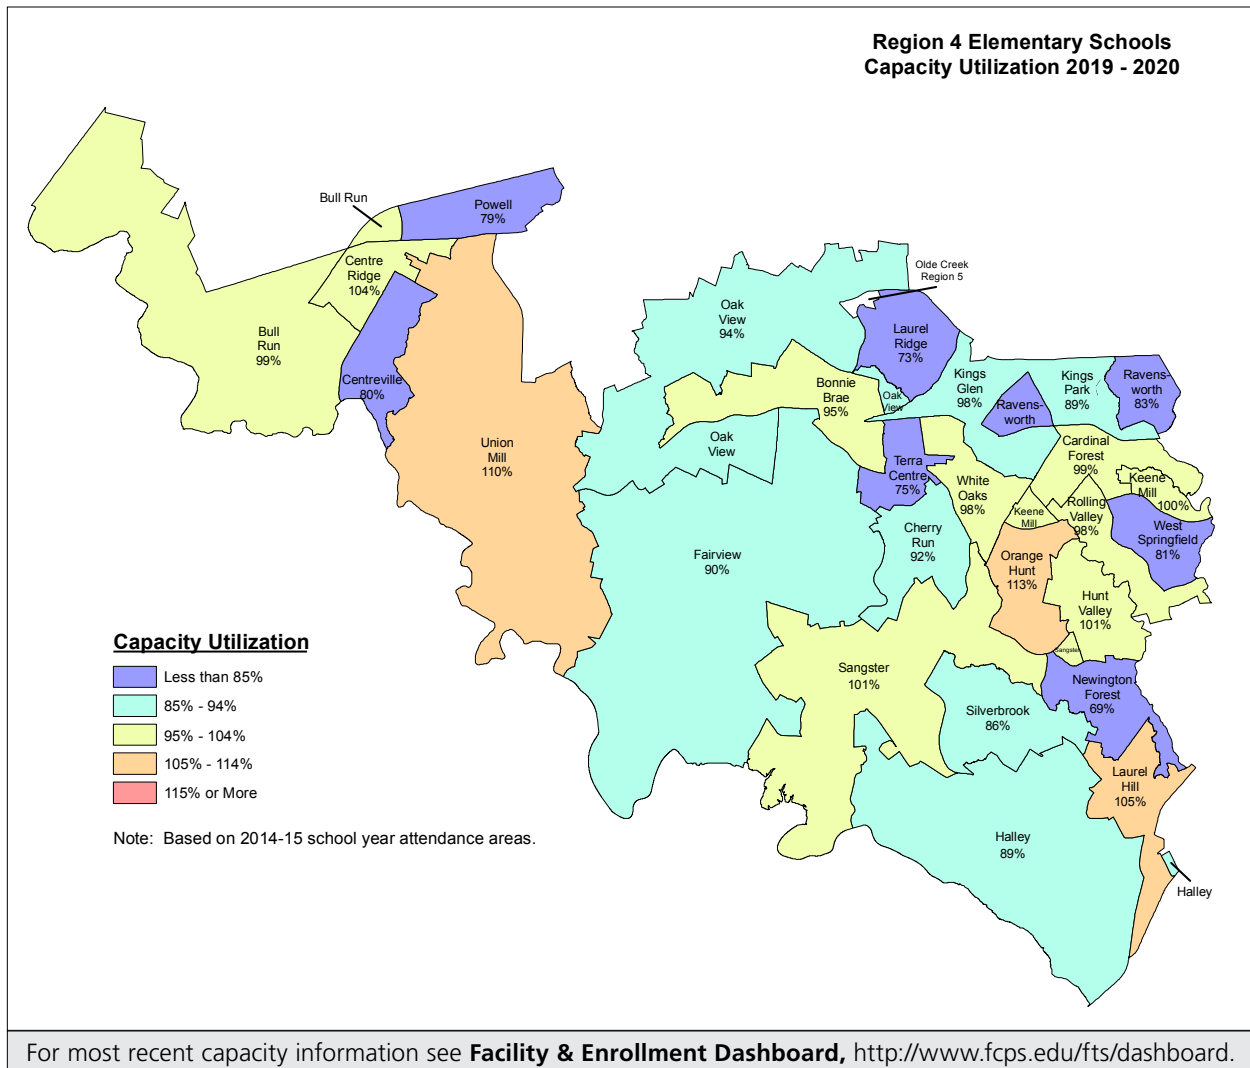 Region 4 Elementary Schools
Capacity Utilization 2019 - 2020
Bull Run
Powell
79%
Centre
Ridge
104%
Bull
Run
99%
Centreville
80%
Union
Mill
110%
Olde Creek
Region 5
Oak
View
94%
Laurel
Ridge
73%
Bonnie
Brae
95%
Oak
View
Kings
Glen
98%
Ravens-
worth
Kings
Park
89%
Ravens-
worth
83%
Oak
View
Terra
Centre
75%
White
Oaks
98%
Cardinal
Forest
99%
Keene
Mill
100%
Keene
Mill
Rolling
Valley
98%
West
Springfield
81%
Fairview
90%
Cherry
Run
92%
Orange
Hunt
113%
Hunt
Valley
101%
Sangster
Sangster
101%
Newington
Forest
69%
Silverbrook
86%
Laurel
Hill
105%
Halley
89%
Halley
Capacity Utilization
Less than 85%
85% - 94%
95% - 104%
105% - 114%
115% or More
Note:  Based on 2014-15 school year attendance areas.
For most recent capacity information see Facility & Enrollment Dashboard, http://www.fcps.edu/fts/dashboard.